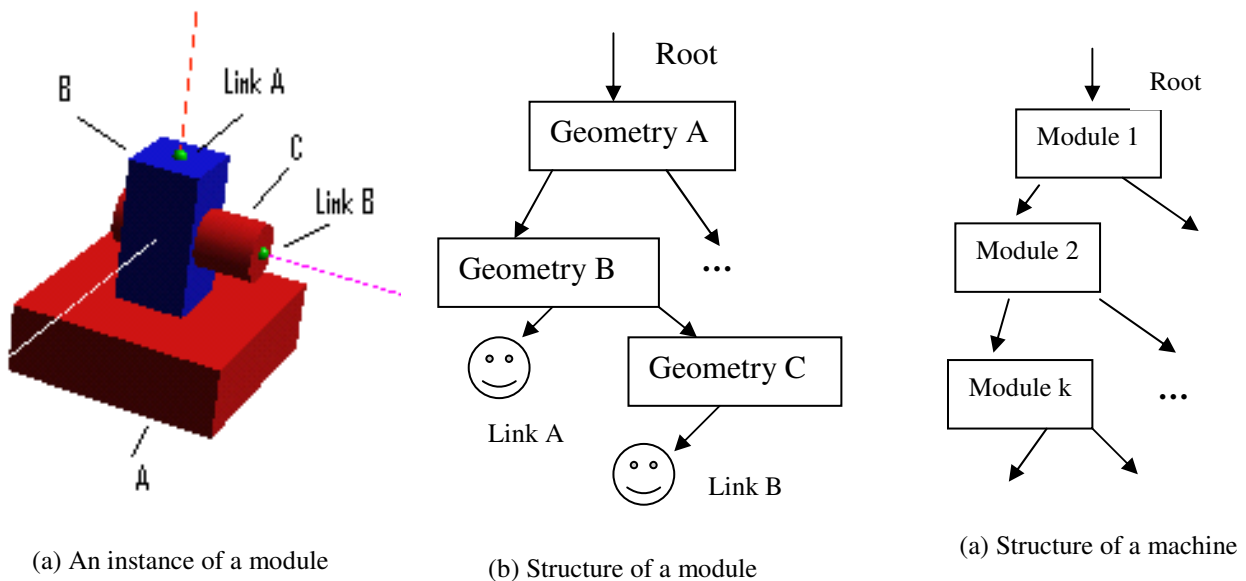 B
Link A
C
Link B
A
(a) An instance of a module
Root
Geometry A
Geometry B
...
Geometry C
Link A
Link B
(b) Structure of a module
Root
Module 1
Module 2
Module k
...
(a) Structure of a machine